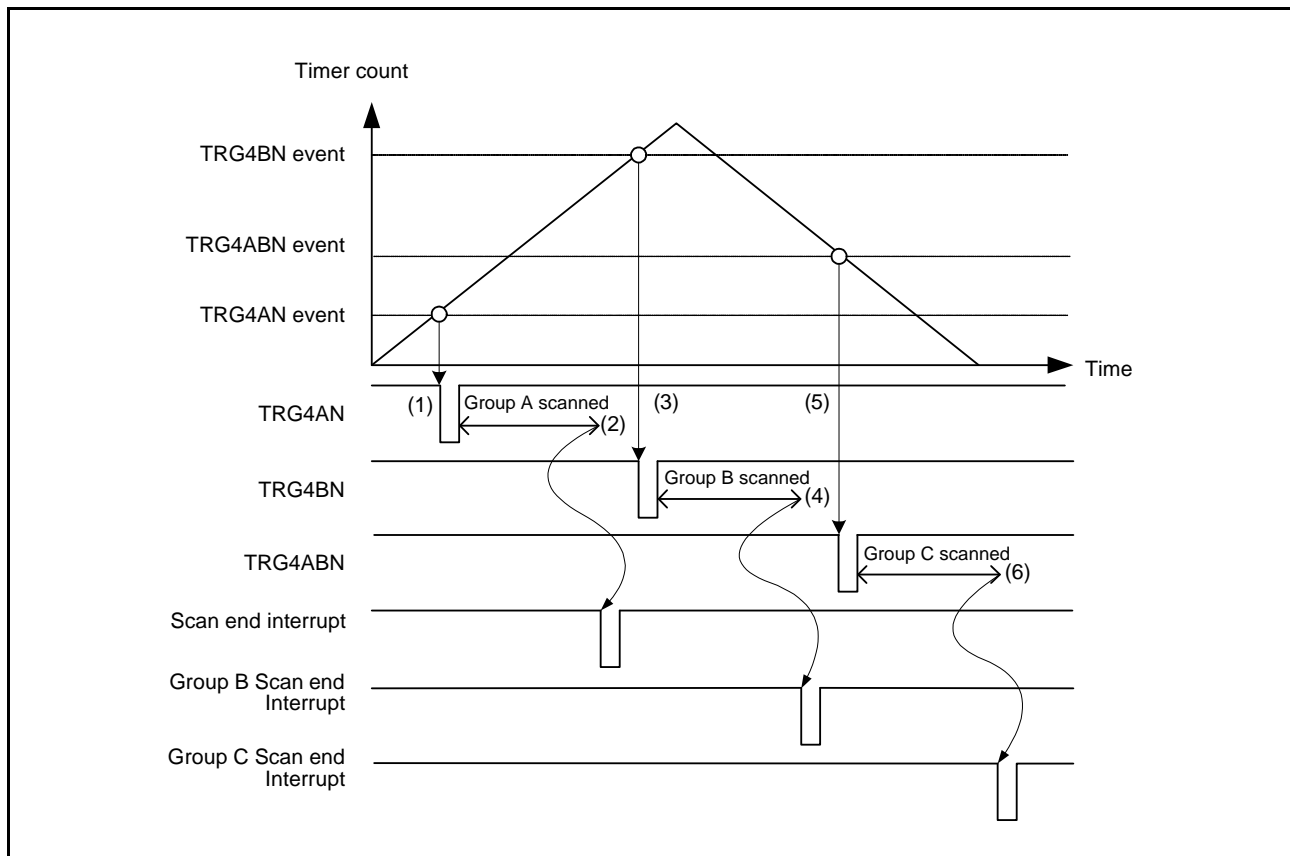 Timer count
TRG4BN event
TRG4ABN event
TRG4AN event
Time
TRG4AN
(1)
Group A scanned
(2)
(3)
(5)
TRG4BN
Group B scanned
(4)
TRG4ABN
Group C scanned
(6)
Scan end interrupt
Group B Scan end
Interrupt
Group C Scan end
Interrupt